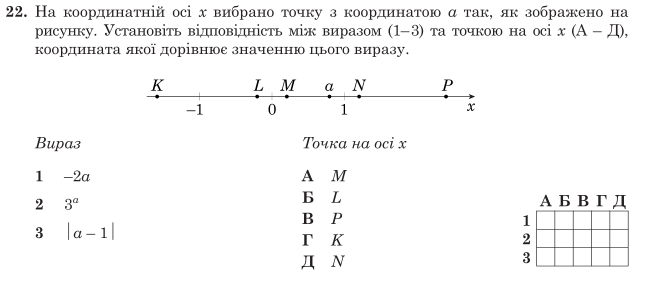 22. На координатній осі x вибрано точку з координатою a так, як зображено на
рисунку. Установіть відповідність між виразом (1–3) та точкою на осі x (А – Д),
координата якої дорівнює значенню цього виразу.
K L M a N P
–1 0 1 x
Вираз Точка на осі x
1 –2a А M
2 3ᵃ Б L
3 |a – 1| В P
Г K
Д N
А Б В Г Д
1
2
3